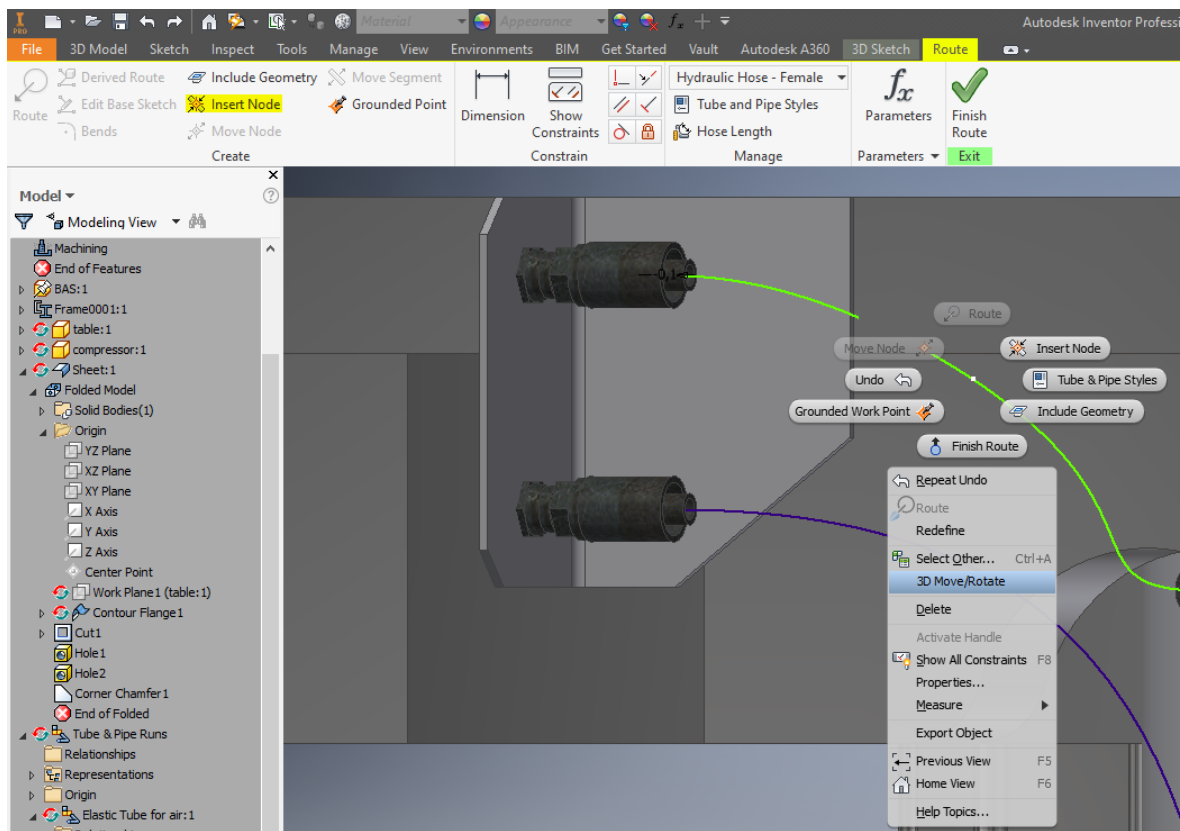 PRO
Material
Appearance
fx
Autodesk Inventor Professi
File
3D Model
Sketch
Inspect
Tools
Manage
View
Environments
BIM
Get Started
Vault
Autodesk A360
3D Sketch
Route
Route
Derived Route
Edit Base Sketch
Bends
Include Geometry
Insert Node
Move Node
Move Segment
Grounded Point
Create
Dimension
Show
Constraints
Constrain
Hydraulic Hose - Female
Tube and Pipe Styles
Hose Length
Manage
fx
Parameters
Parameters
Finish
Route
Exit
Model
Modeling View
Machining
End of Features
BAS:1
Frame0001:1
table:1
compressor:1
Sheet:1
Folded Model
Solid Bodies(1)
Origin
YZ Plane
XZ Plane
XY Plane
X Axis
Y Axis
Z Axis
Center Point
Work Plane1 (table:1)
Contour Flange1
Cut1
Hole1
Hole2
Corner Chamfer1
End of Folded
Tube & Pipe Runs
Relationships
Representations
Origin
Elastic Tube for air:1
Route
Move Node
Insert Node
Undo
Tube & Pipe Styles
Grounded Work Point
Include Geometry
Finish Route
Repeat Undo
Route
Redefine
Select Other... Ctrl+A
3D Move/Rotate
Delete
Activate Handle
Show All Constraints F8
Properties...
Measure
Export Object
Previous View F5
Home View F6
Help Topics...